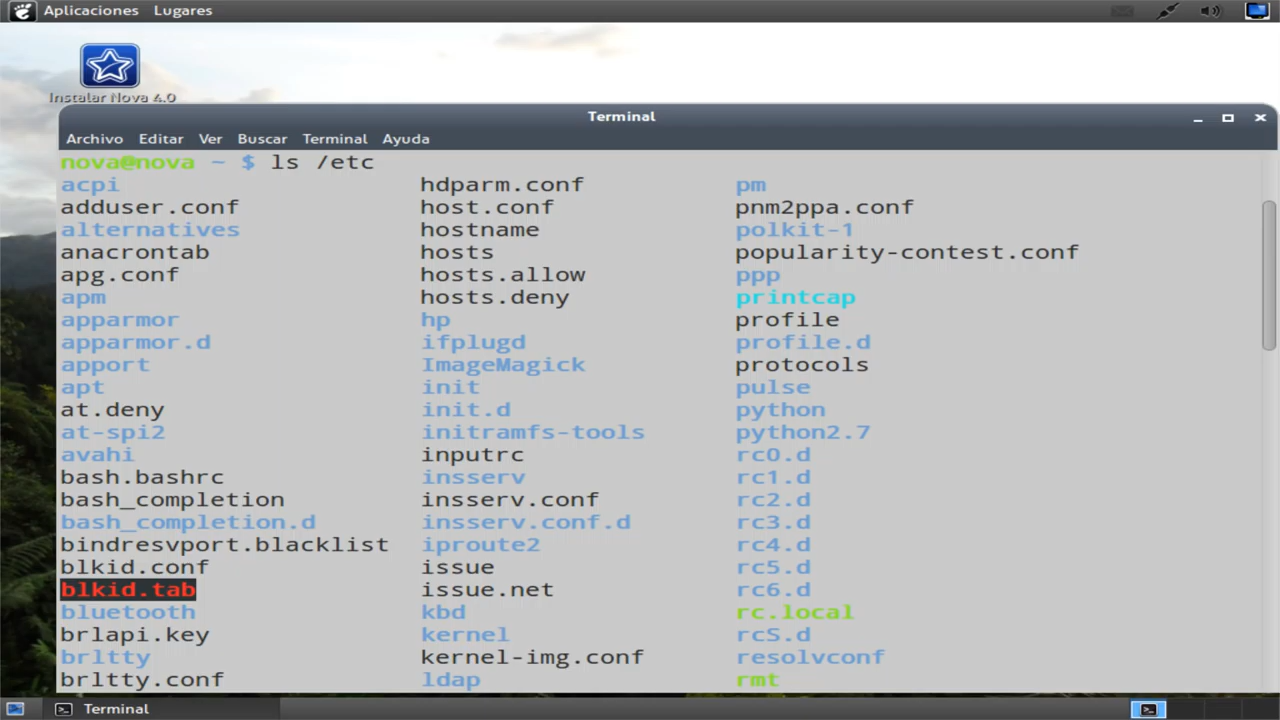 Aplicaciones Lugares
Instalar Nova 4.0
Terminal
Archivo Editar Ver Buscar Terminal Ayuda
nova@nova ~ $ ls /etc
acpi hdparm.conf pm
adduser.conf host.conf pnm2ppa.conf
alternatives hostname polkit-1
anacrontab hosts popularity-contest.conf
apg.conf hosts.allow ppp
apm hosts.deny printcap
apparmor hp profile
apparmor.d ifplugd profile.d
apport ImageMagick protocols
apt init pulse
at.deny init.d python
at-spi2 initramfs-tools python2.7
avahi inputrc rc0.d
bash.bashrc insserv rc1.d
bash_completion insserv.conf rc2.d
bash_completion.d insserv.conf.d rc3.d
bindresvport.blacklist iproute2 rc4.d
blkid.conf issue rc5.d
blkid.tab issue.net rc6.d
bluetooth kbd rc.local
brlapi.key kernel rcS.d
brltty kernel-img.conf resolvconf
brltty.conf ldap rmt
Terminal